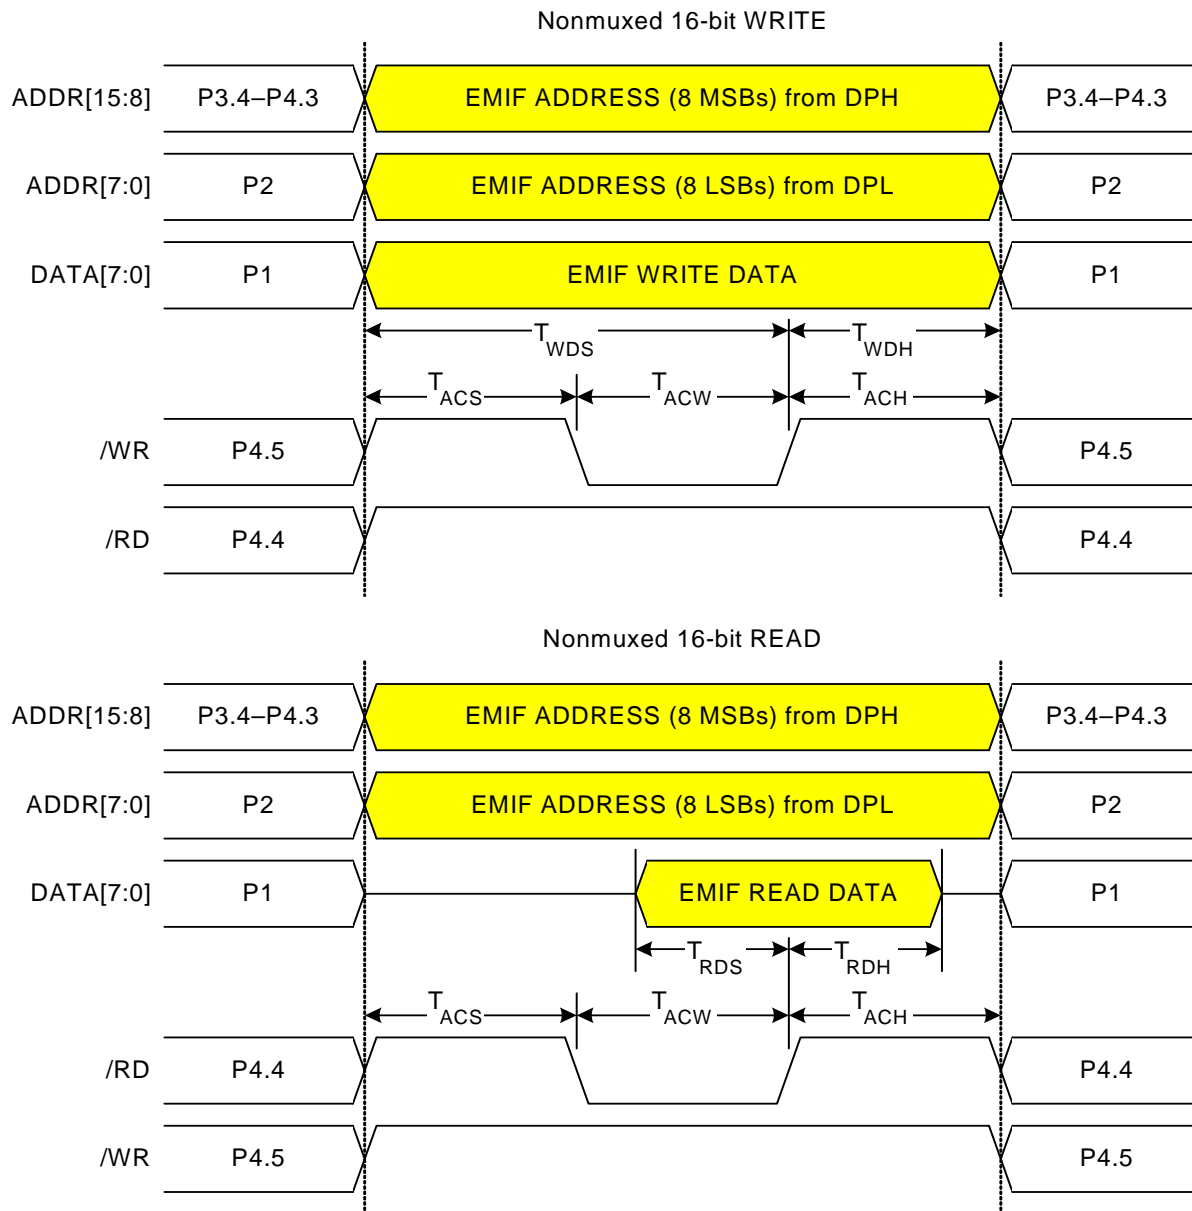 Nonmuxed 16-bit WRITE
ADDR[15:8] P3.4–P4.3 EMIF ADDRESS (8 MSBs) from DPH P3.4–P4.3
ADDR[7:0] P2 EMIF ADDRESS (8 LSBs) from DPL P2
DATA[7:0] P1 EMIF WRITE DATA P1
TWDS TWDH
TACS TACW TACH
/WR P4.5 P4.5
/RD P4.4 P4.4
Nonmuxed 16-bit READ
ADDR[15:8] P3.4–P4.3 EMIF ADDRESS (8 MSBs) from DPH P3.4–P4.3
ADDR[7:0] P2 EMIF ADDRESS (8 LSBs) from DPL P2
DATA[7:0] P1 EMIF READ DATA P1
TRDS TRDH
TACS TACW TACH
/RD P4.4 P4.4
/WR P4.5 P4.5